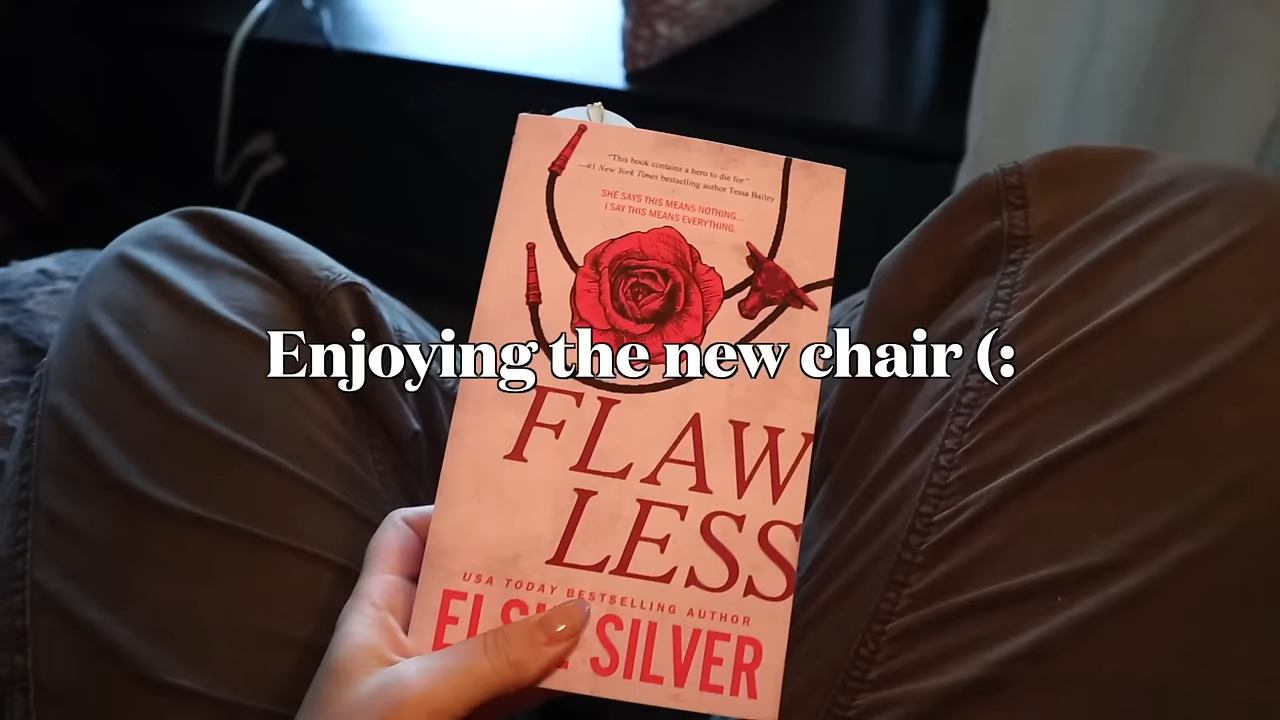 "This book contains a hero to die for."
—#1 New York Times bestselling author Tessa Bailey
SHE SAYS THIS MEANS NOTHING...
I SAY THIS MEANS EVERYTHING.
Enjoying the new chair (:
FLAW
LESS
USA TODAY BESTSELLING AUTHOR
SILVER